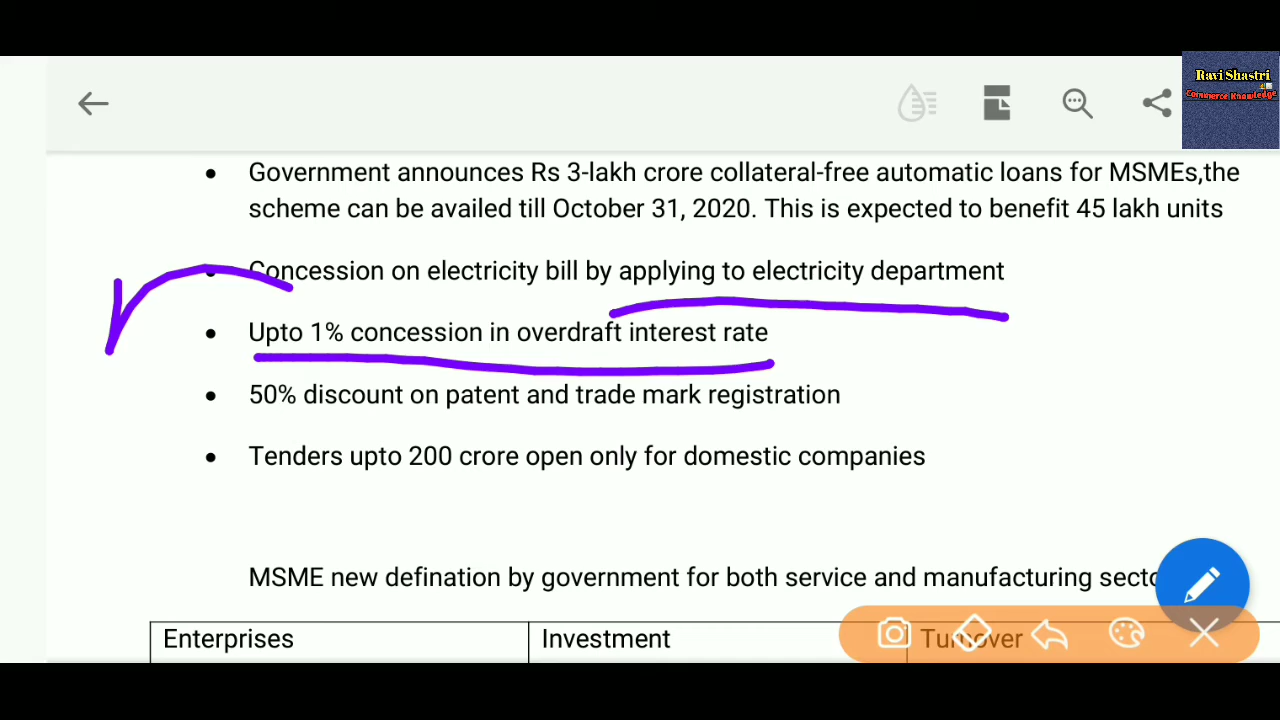 Ravi Shastri
Commerce Knowledge
• Government announces Rs 3-lakh crore collateral-free automatic loans for MSMEs,the
scheme can be availed till October 31, 2020. This is expected to benefit 45 lakh units
• Concession on electricity bill by applying to electricity department
• Upto 1% concession in overdraft interest rate
• 50% discount on patent and trade mark registration
• Tenders upto 200 crore open only for domestic companies
MSME new defination by government for both service and manufacturing
Enterprises Investment Turnover